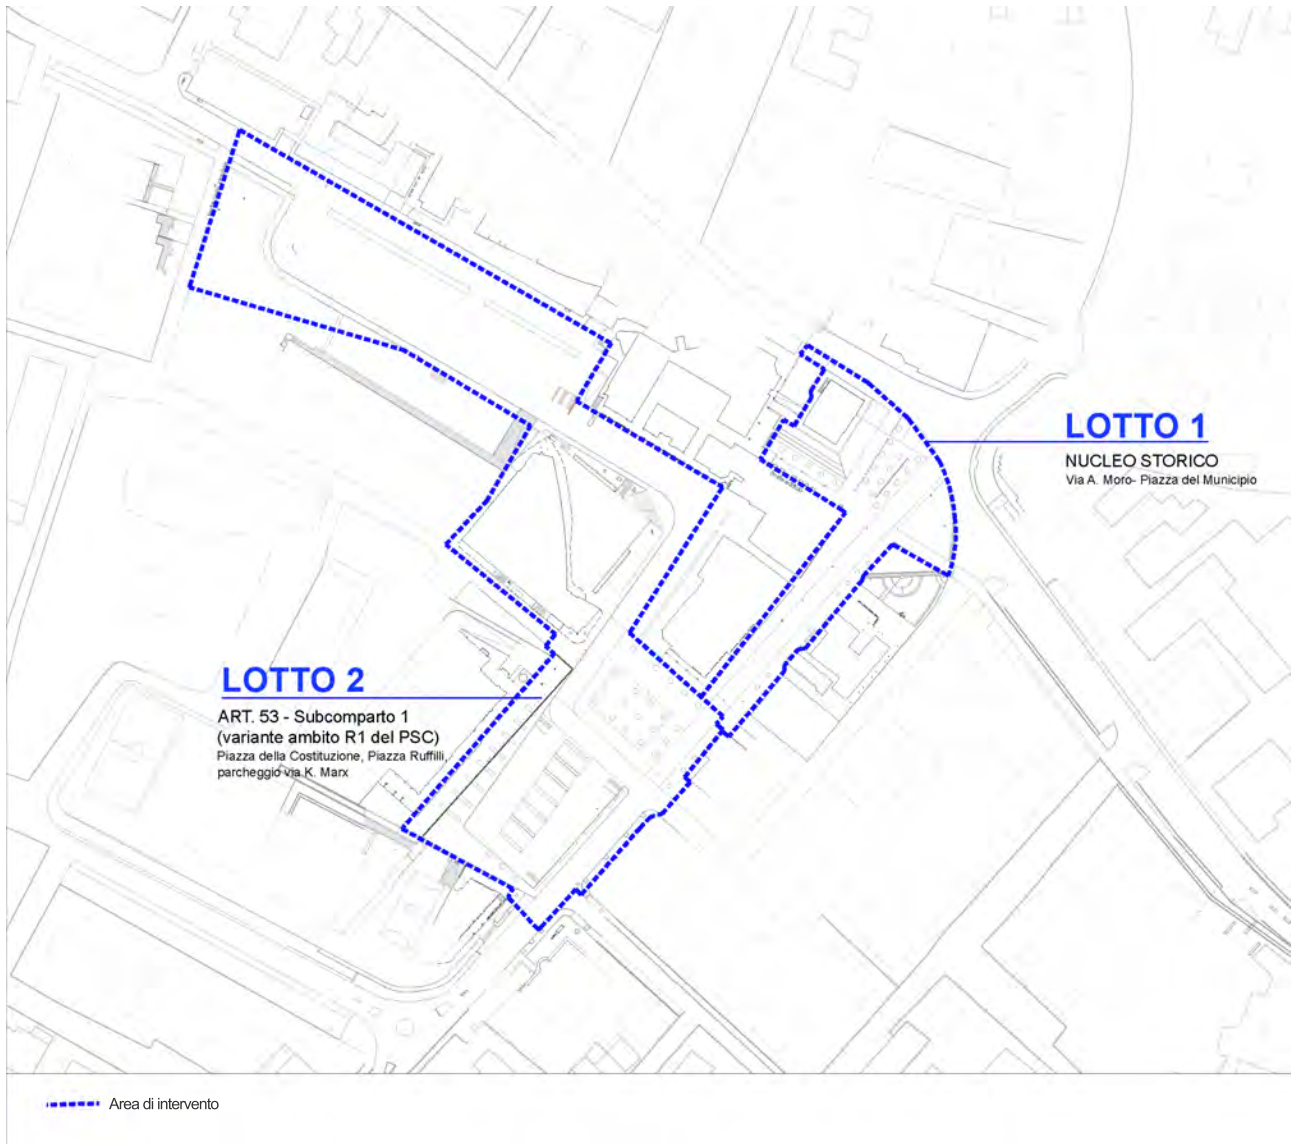 LOTTO 1
NUCLEO STORICO
Via A. Moro- Piazza del Municipio
LOTTO 2
ART. 53 - Subcomparto 1
(variante ambito R1 del PSC)
Piazza della Costituzione, Piazza Ruffilli,
parcheggio via K. Marx
Area di intervento